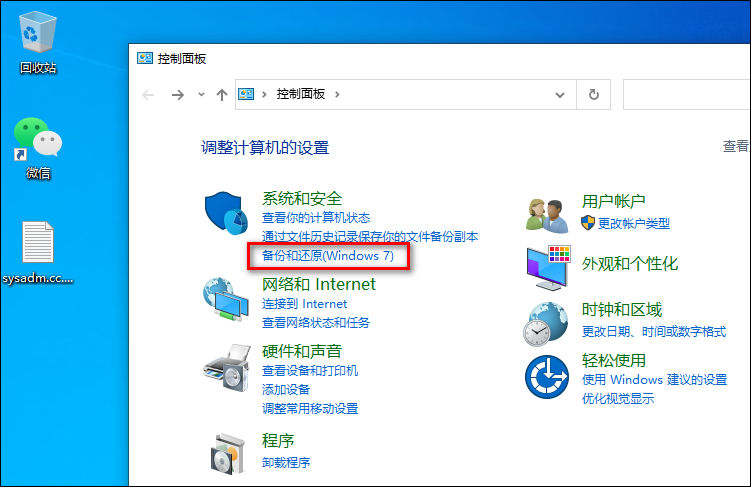 回收站
微信
sysadm.cc....
控制面板
控制面板
调整计算机的设置
查看
系统和安全
查看你的计算机状态
通过文件历史记录保存你的文件备份副本
备份和还原(Windows 7)
网络和 Internet
连接到 Internet
查看网络状态和任务
硬件和声音
查看设备和打印机
添加设备
调整常用移动设置
程序
卸载程序
用户帐户
更改帐户类型
外观和个性化
时钟和区域
更改日期、时间或数字格式
轻松使用
使用 Windows 建议的设置
优化视觉显示